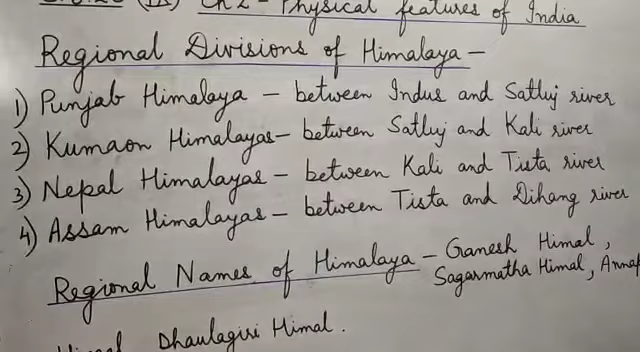 (IX) Ch 2 - Physical features of India
Regional Divisions of Himalaya -
1) Punjab Himalaya - between Indus and Satluj river
2) Kumaon Himalayas - between Satluj and Kali river
3) Nepal Himalayas - between Kali and Tista river
4) Assam Himalayas - between Tista and Dihang river
Regional Names of Himalaya - Ganesh Himal,
Sagarmatha Himal,
Dhaulagiri Himal.